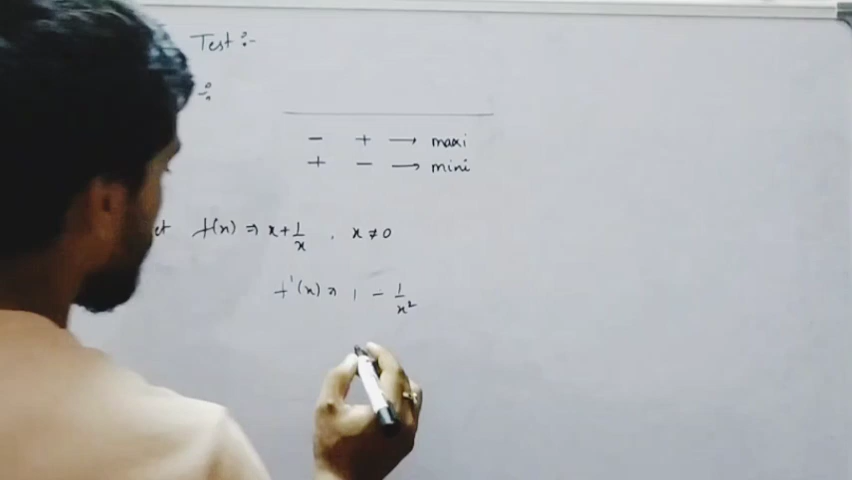 Test :-
:-
- + → maxi
+ - → mini
et f(x) ⇒ x + 1/x , x ≠ 0
f'(x) ⇒ 1 - 1/x²